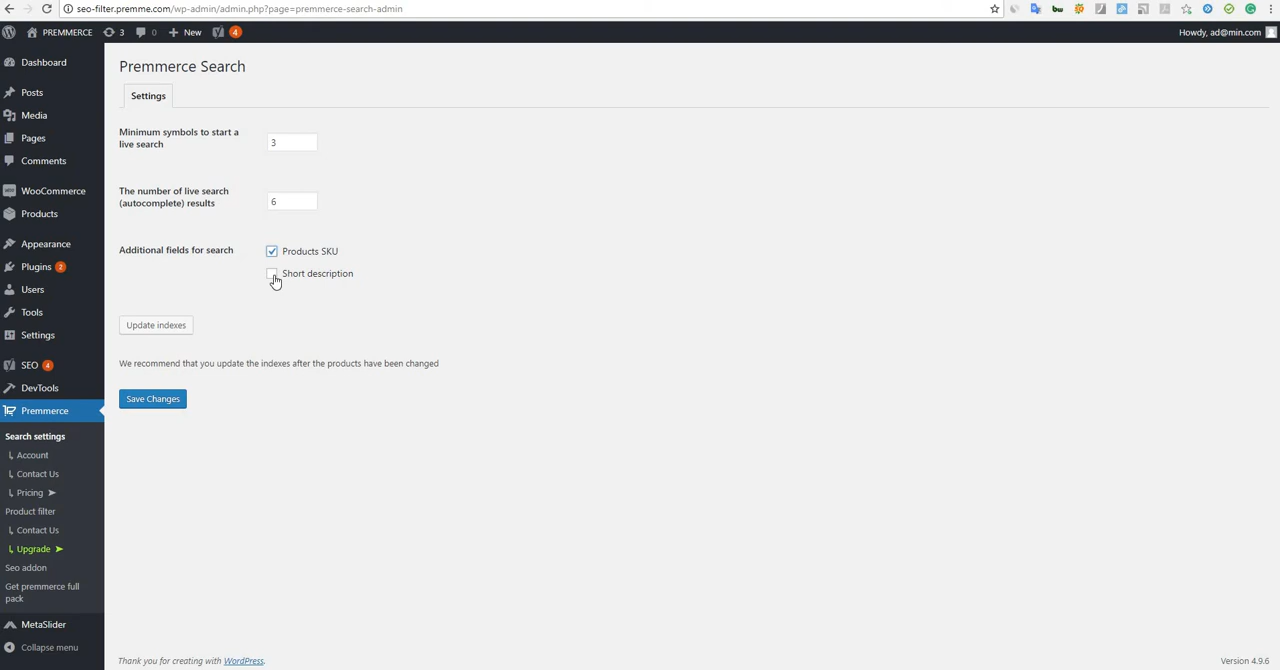 seo-filter.premme.com/wp-admin/admin.php?page=premmerce-search-admin
PREMMERCE 3 0 New 4 Howdy, ad@min.com
Dashboard
Posts
Media
Pages
Comments
WooCommerce
Products
Appearance
Plugins 2
Users
Tools
Settings
SEO 4
DevTools
Premmerce
Search settings
Account
Contact Us
Pricing ➤
Product filter
Contact Us
Upgrade ➤
Seo addon
Get premmerce full
pack
MetaSlider
Collapse menu
Premmerce Search
Settings
Minimum symbols to start a
live search
3
The number of live search
(autocomplete) results
6
Additional fields for search
Products SKU
Short description
Update indexes
We recommend that you update the indexes after the products have been changed
Save Changes
Thank you for creating with WordPress.
Version 4.9.6